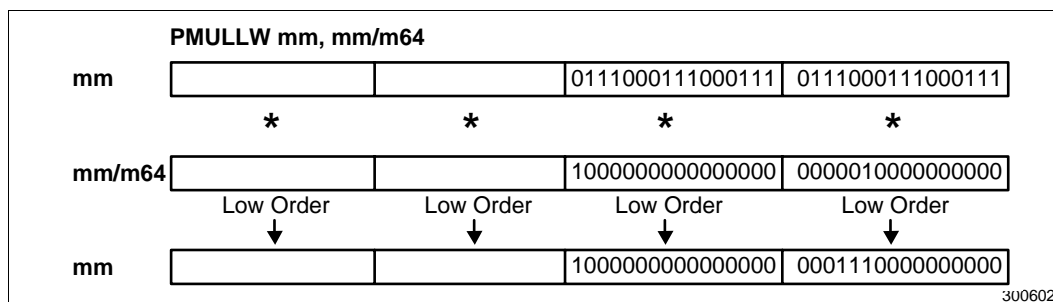 PMULLW mm, mm/m64
mm 0111000111000111 0111000111000111
* * * *
mm/m64 1000000000000000 0000010000000000
Low Order Low Order Low Order Low Order
mm 1000000000000000 0001110000000000
300602